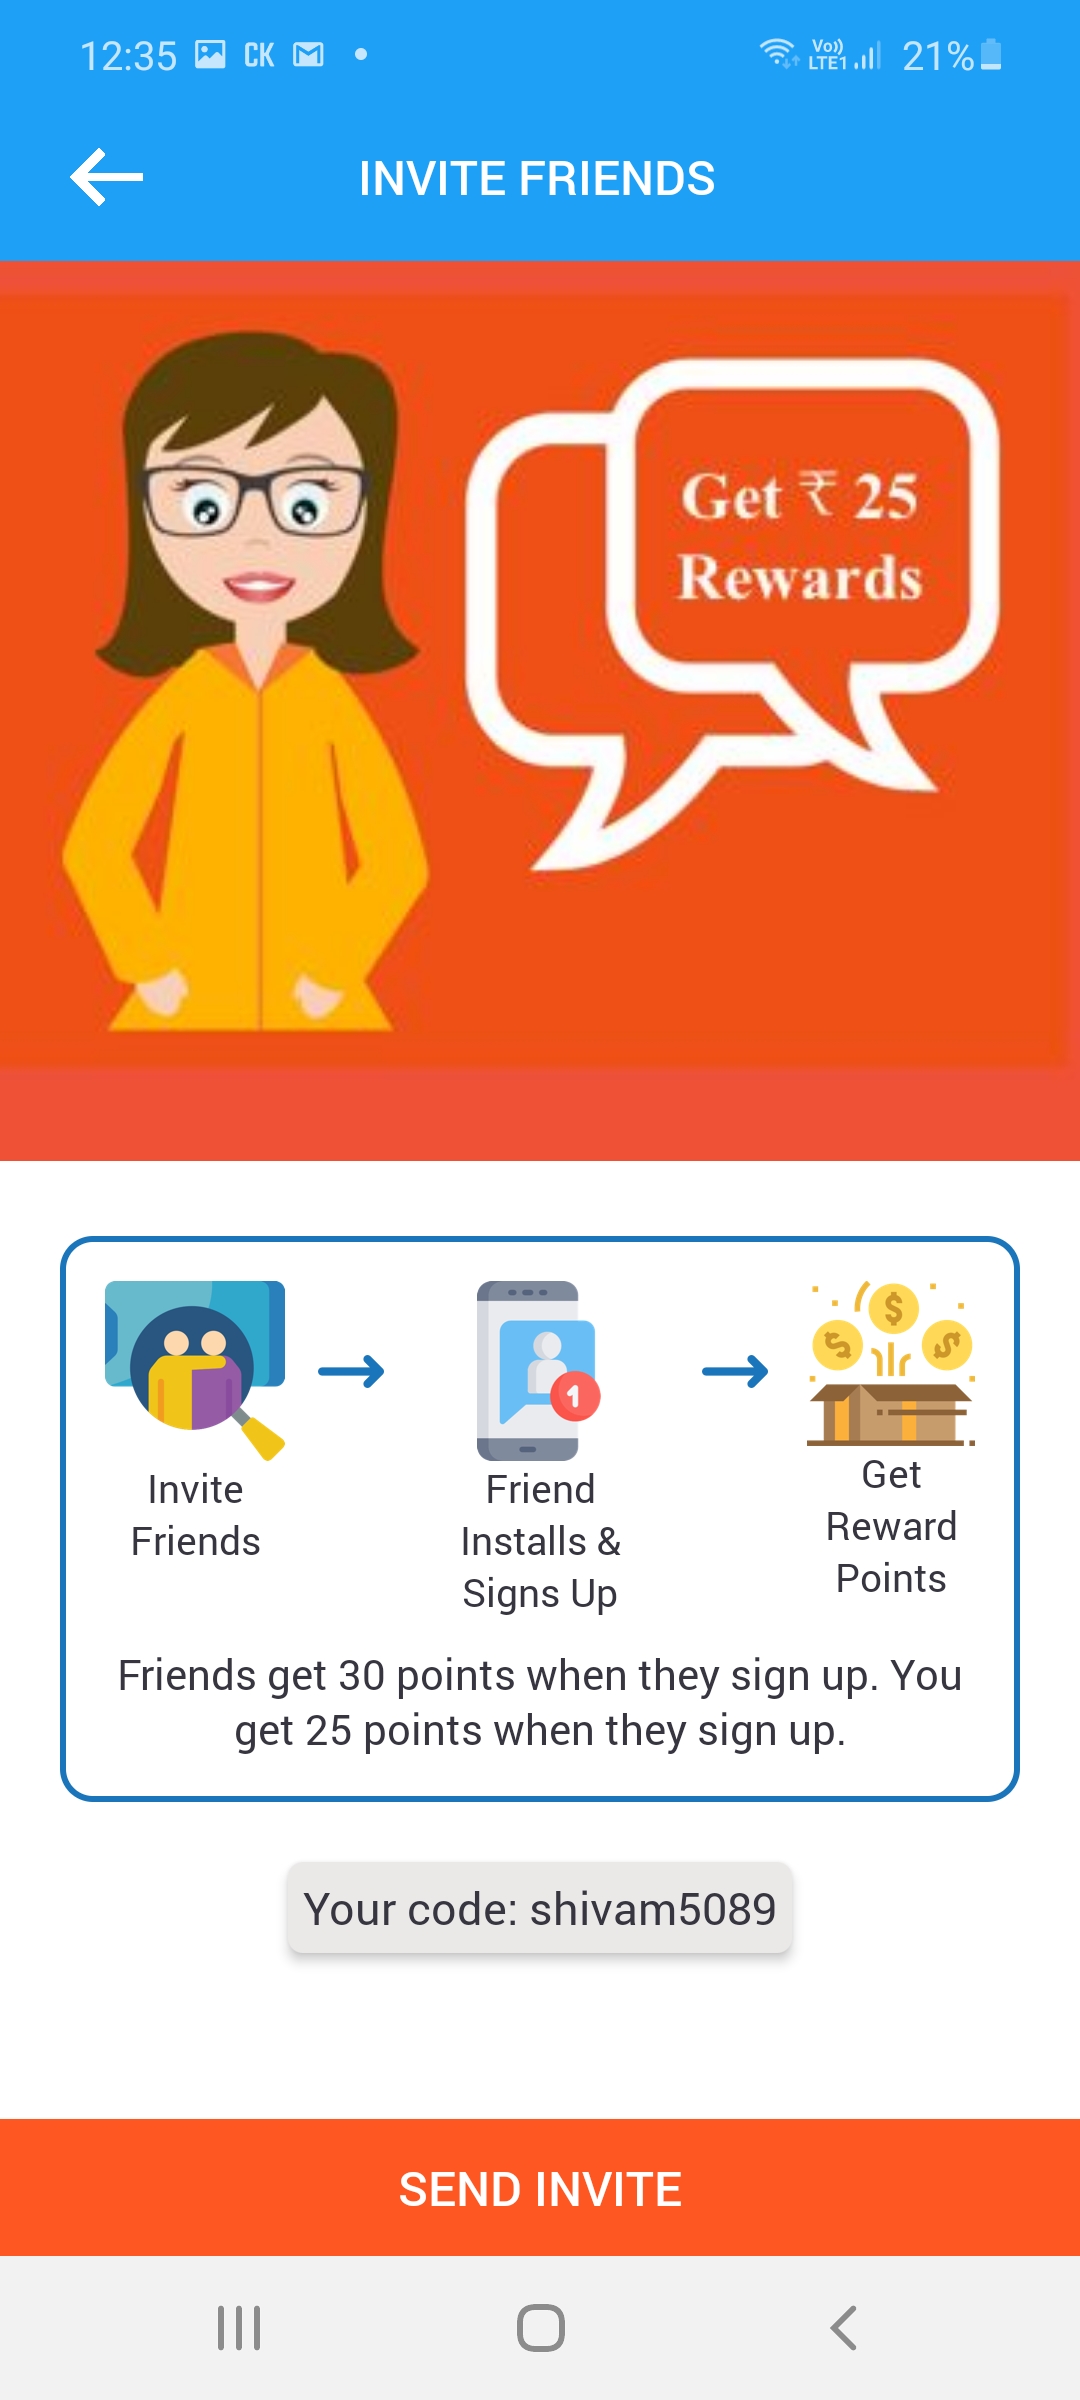 12:35 CK Vo)) LTE1 21%
INVITE FRIENDS
Get ₹ 25
Rewards
Invite
Friends
Friend
Installs &
Signs Up
1
Get
Reward
Points
Friends get 30 points when they sign up. You
get 25 points when they sign up.
Your code: shivam5089
SEND INVITE